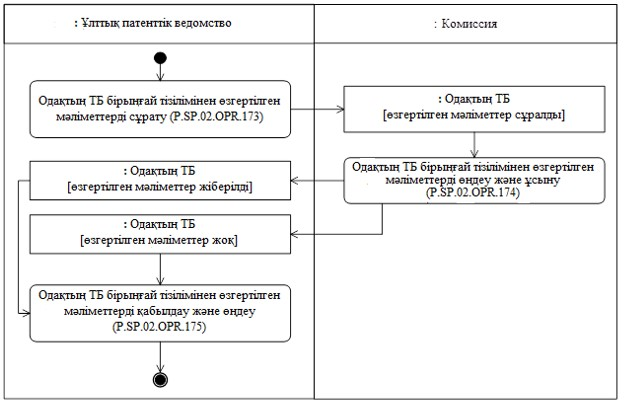 : Ұлттық патенттік ведомство
: Комиссия
Одақтың ТБ бірыңғай тізілімінен өзгертілген
мәліметтерді сұрату (P.SP.02.OPR.173)
: Одақтың ТБ
[өзгертілген мәліметтер сұралды]
Одақтың ТБ бірыңғай тізілімінен өзгертілген
мәліметтерді өңдеу және ұсыну
(P.SP.02.OPR.174)
: Одақтың ТБ
[өзгертілген мәліметтер жіберілді]
: Одақтың ТБ
[өзгертілген мәліметтер жоқ]
Одақтың ТБ бірыңғай тізілімінен өзгертілген
мәліметтерді қабылдау және өңдеу
(P.SP.02.OPR.175)